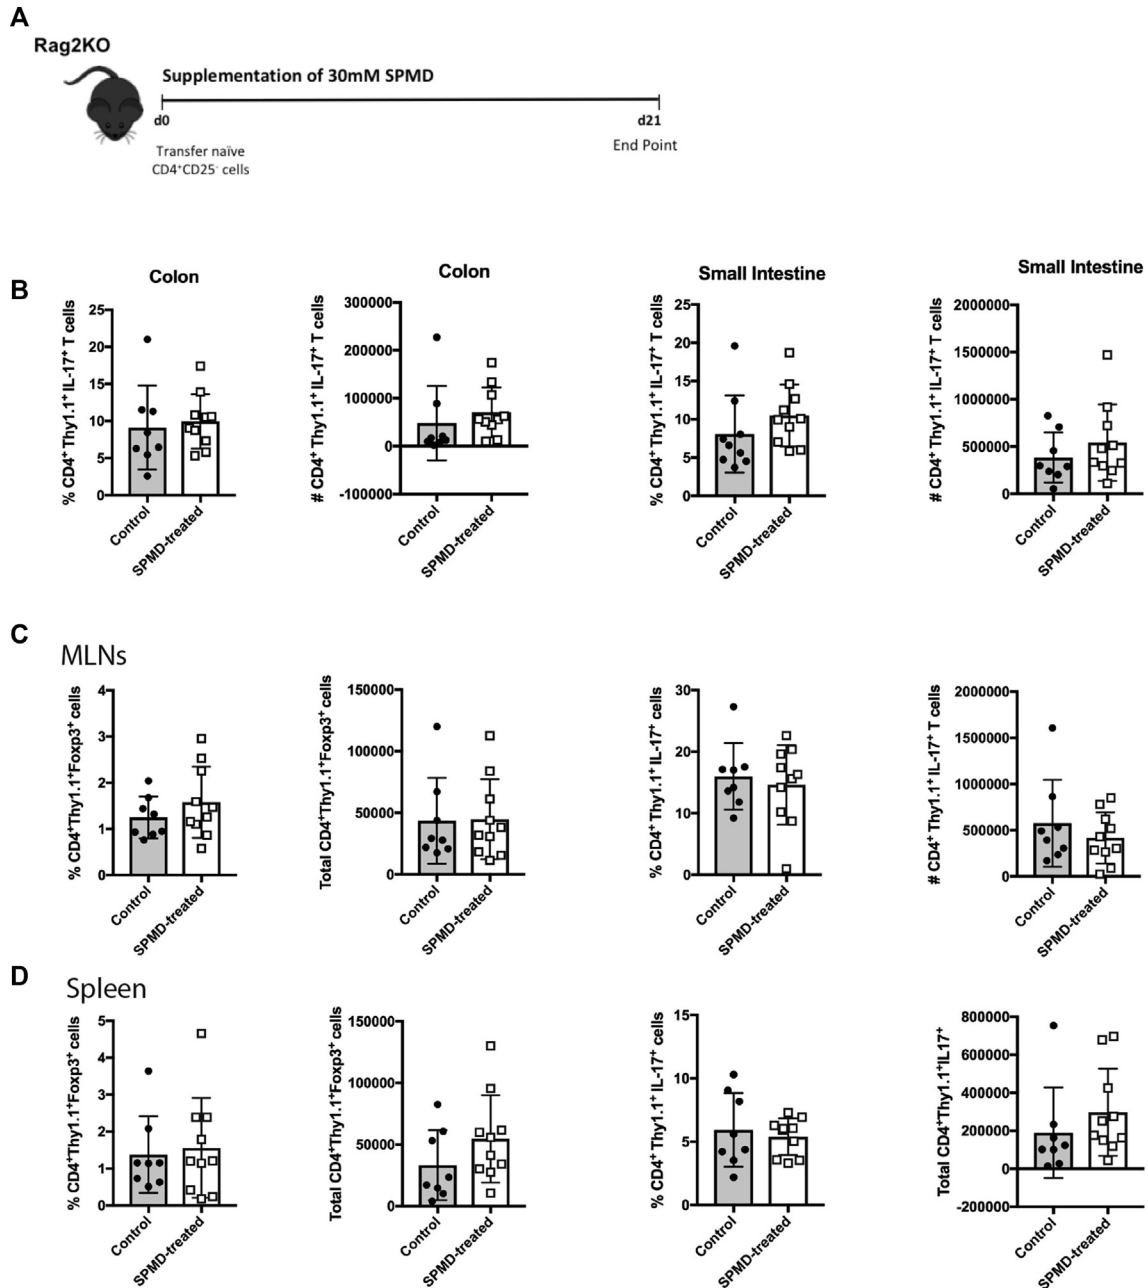 A
Rag2KO
Supplementation of 30mM SPMD
d0
d21
Transfer naïve
CD4⁺CD25⁻ cells
End Point
B
Colon
% CD4⁺Thy1.1⁺IL-17⁺ T cells
25
20
15
10
5
0
Control
SPMD-treated
Colon
# CD4⁺Thy1.1⁺IL-17⁺ T cells
300000
200000
100000
0
-100000
Control
SPMD-treated
Small Intestine
% CD4⁺Thy1.1⁺IL-17⁺ T cells
25
20
15
10
5
0
Control
SPMD-treated
Small Intestine
# CD4⁺Thy1.1⁺IL-17⁺ T cells
2000000
1500000
1000000
500000
0
Control
SPMD-treated
C
MLNs
% CD4⁺Thy1.1⁺Foxp3⁺ cells
4
3
2
1
0
Control
SPMD-treated
Total CD4⁺Thy1.1⁺Foxp3⁺ cells
150000
100000
50000
0
Control
SPMD-treated
% CD4⁺Thy1.1⁺IL-17⁺ cells
30
20
10
0
Control
SPMD-treated
# CD4⁺Thy1.1⁺IL-17⁺ T cells
2000000
1500000
1000000
500000
0
Control
SPMD-treated
D
Spleen
% CD4⁺Thy1.1⁺Foxp3⁺ cells
5
4
3
2
1
0
Control
SPMD-treated
Total CD4⁺Thy1.1⁺Foxp3⁺ cells
150000
100000
50000
0
Control
SPMD-treated
% CD4⁺Thy1.1⁺IL-17⁺ cells
15
10
5
0
Control
SPMD-treated
Total CD4⁺Thy1.1⁺IL17⁺
800000
600000
400000
200000
0
-200000
Control
SPMD-treated